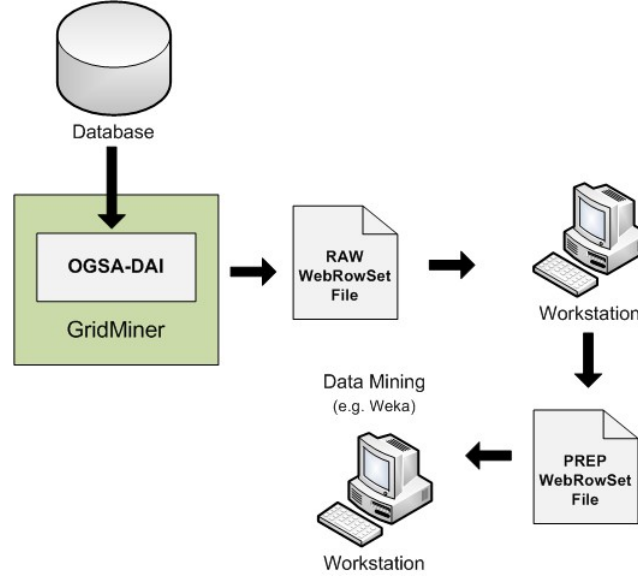 Database
OGSA-DAI
GridMiner
RAW
WebRowSet
File
Workstation
PREP
WebRowSet
File
Data Mining
(e.g. Weka)
Workstation